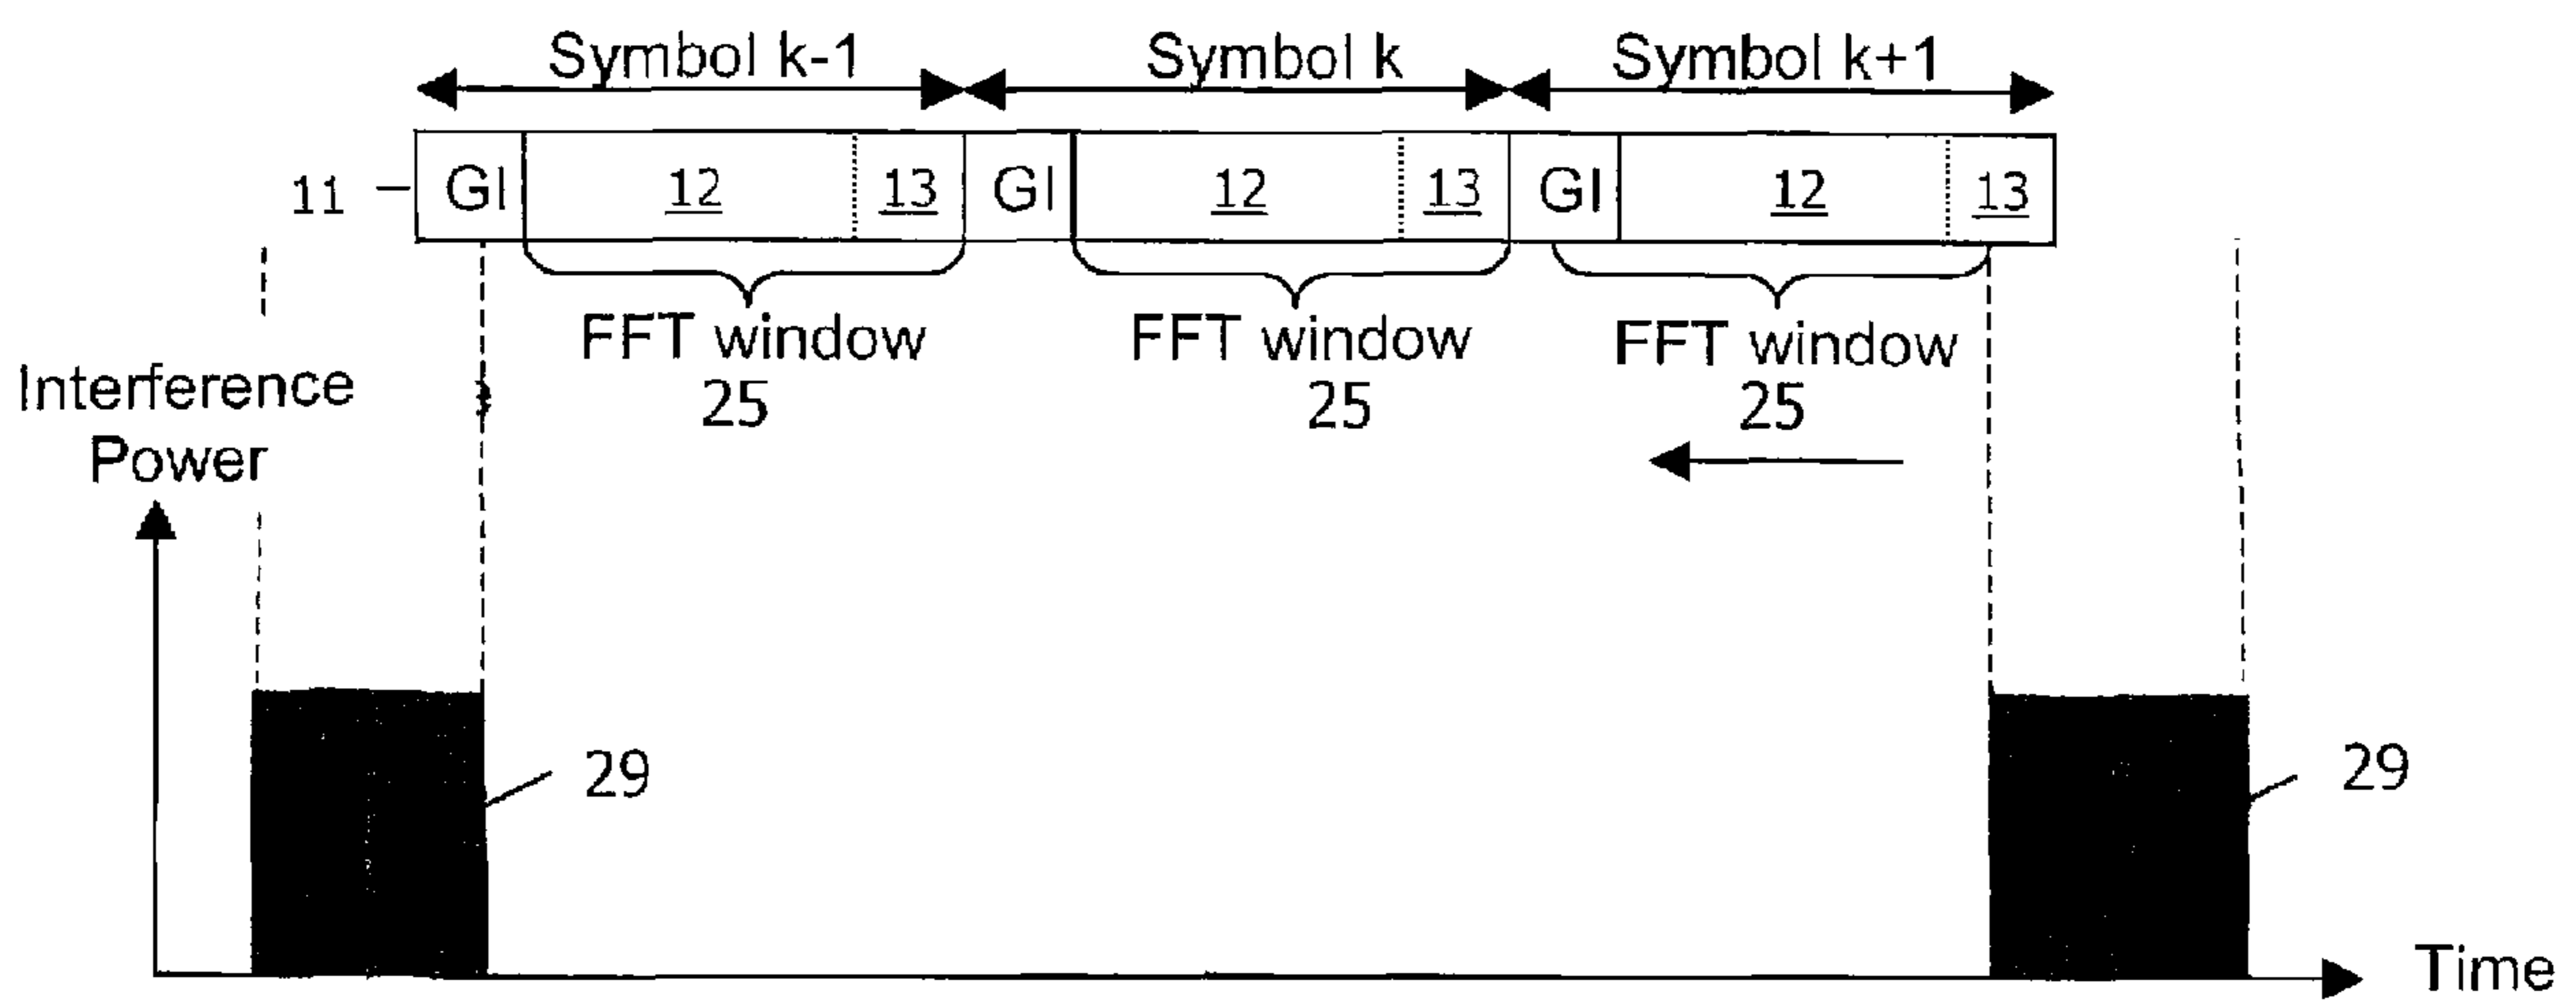 Symbol k-1 Symbol k Symbol k+1
11 GI 12 13 GI 12 13 GI 12 13
FFT window FFT window FFT window
25 25 25
Interference
Power
29 29
Time